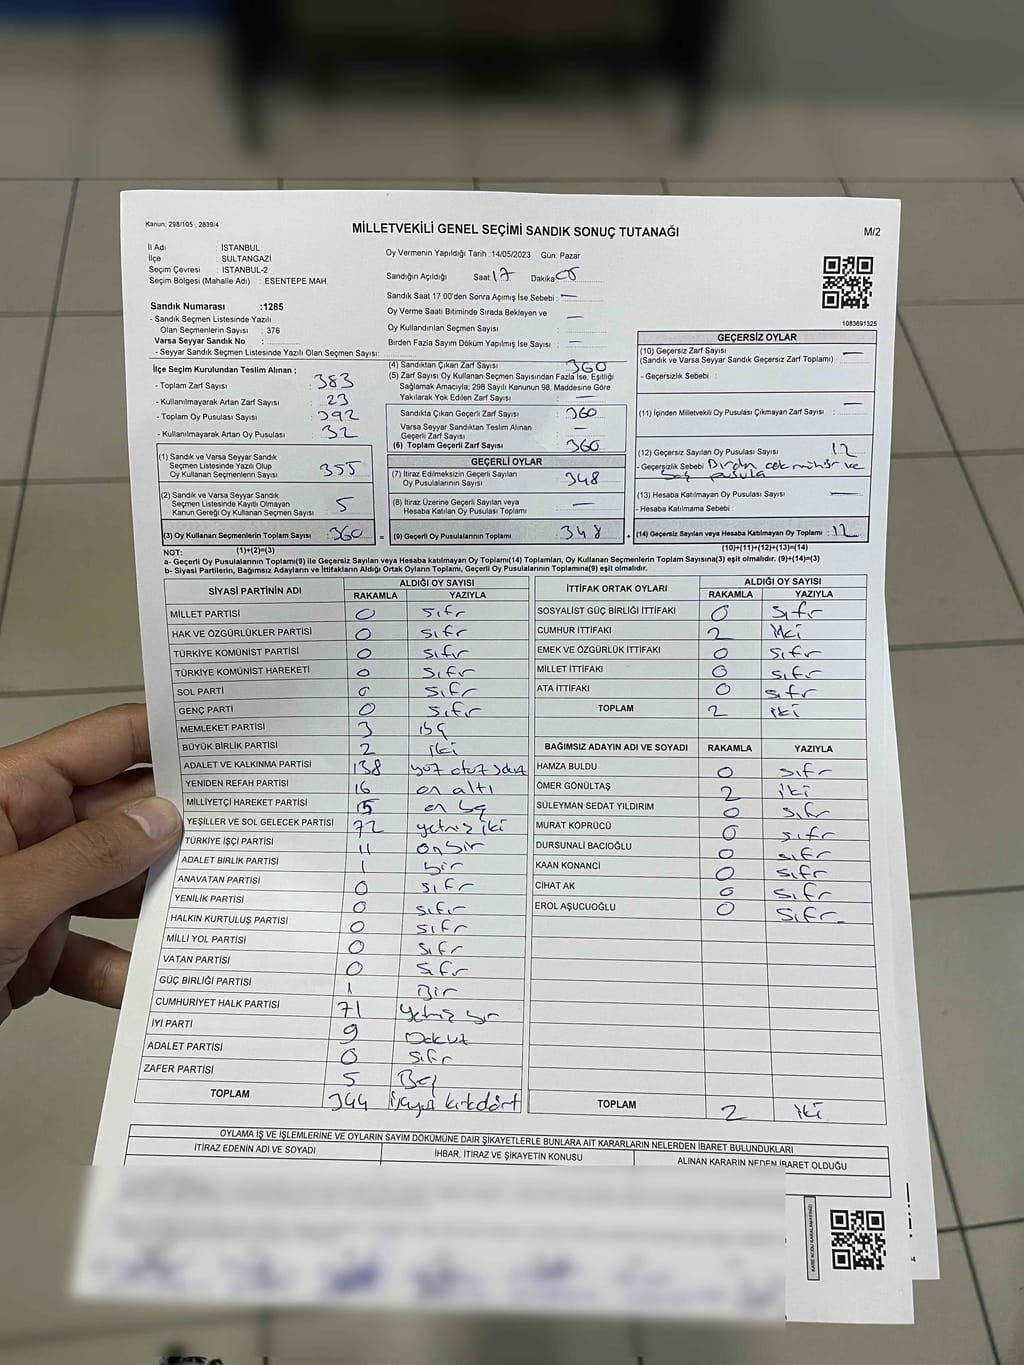 Kanun: 298/105 , 2839/4
MİLLETVEKİLİ GENEL SEÇİMİ SANDIK SONUÇ TUTANAĞI
M/2
İl Adı : İSTANBUL
İlçe : SULTANGAZİ
Seçim Çevresi : İSTANBUL-2
Seçim Bölgesi (Mahalle Adı) : ESENTEPE MAH.
Oy Vermenin Yapıldığı Tarih :14/05/2023 Gün: Pazar
Sandığın Açıldığı Saat: 17 Dakika
Sandık Saat 17:00'den Sonra Açımış İse Sebebi : —
Oy Verme Saati Bitiminde Sırada Bekleyen ve
Oy Kullandırılan Seçmen Sayısı : —
Birden Fazla Sayım Döküm Yapılmış İse Sayısı : —
1083691325
Sandık Numarası :1285
- Sandık Seçmen Listesinde Yazılı
Olan Seçmenlerin Sayısı : 376
Varsa Seyyar Sandık No :
- Seyyar Sandık Seçmen Listesinde Yazılı Olan Seçmen Sayısı:
İlçe Seçim Kurulundan Teslim Alınan ;
- Toplam Zarf Sayısı : 383
- Kullanılmayarak Artan Zarf Sayısı : 23
- Toplam Oy Pusulası Sayısı : 392
- Kullanılmayarak Artan Oy Pusulası : 32
(1) Sandık ve Varsa Seyyar Sandık
Seçmen Listesinde Yazılı Olup
Oy Kullanan Seçmenlerin Sayısı : 355
(2) Sandık ve Varsa Seyyar Sandık
Seçmen Listesinde Kayıtlı Olmayan
Kanun Gereği Oy Kullanan Seçmen Sayısı : 5
(3) Oy Kullanan Seçmenlerin Toplam Sayısı : 360
(4) Sandıktan Çıkan Zarf Sayısı : 360
(5) Zarf Sayısı Oy Kullanan Seçmen Sayısından Fazla İse, Eşitliği
Sağlamak Amacıyla; 298 Sayılı Kanunun 98. Maddesine Göre
Yakılarak Yok Edilen Zarf Sayısı : —
Sandıkta Çıkan Geçerli Zarf Sayısı : 360
Varsa Seyyar Sandıktan Teslim Alınan
Geçerli Zarf Sayısı : —
(6) Toplam Geçerli Zarf Sayısı : 360
GEÇERLİ OYLAR
(7) İtiraz Edilmeksizin Geçerli Sayılan
Oy Pusulalarının Sayısı : 348
(8) İtiraz Üzerine Geçerli Sayılan veya
Hesaba Katılan Oy Pusulası Toplamı : —
= (9) Geçerli Oy Pusulalarının Toplamı : 348 +
GEÇERSİZ OYLAR
(10) Geçersiz Zarf Sayısı : —
(Sandık ve Varsa Seyyar Sandık Geçersiz Zarf Toplamı) :
- Geçersizlik Sebebi :
(11) İçinden Milletvekili Oy Pusulası Çıkmayan Zarf Sayısı : —
(12) Geçersiz Sayılan Oy Pusulası Sayısı : 12
- Geçersizlik Sebebi Birden çok mühür ve
boş pusula
(13) Hesaba Katılmayan Oy Pusulası Sayısı : —
- Hesaba Katılmama Sebebi :
(14) Geçersiz Sayılan veya Hesaba Katılmayan Oy Toplamı : 12
NOT: (1)+(2)=(3) (10)+(11)+(12)+(13)=(14)
a- Geçerli Oy Pusulalarının Toplamı(9) ile Geçersiz Sayılan veya Hesaba katılmayan Oy Toplamı(14) Toplamları, Oy Kullanan Seçmenlerin Toplam Sayısına(3) eşit olmalıdır. (9)+(14)=(3)
b- Siyasi Partilerin, Bağımsız Adayların ve İttifakların Aldığı Ortak Oyların Toplamı, Geçerli Oy Pusulalarının Toplamına(9) eşit olmalıdır.
SİYASİ PARTİNİN ADI ALDIĞI OY SAYISI
RAKAMLA YAZIYLA
MİLLET PARTİSİ 0 sıfır
HAK VE ÖZGÜRLÜKLER PARTİSİ 0 sıfır
TÜRKİYE KOMÜNİST PARTİSİ 0 sıfır
TÜRKİYE KOMÜNİST HAREKETİ 0 sıfır
SOL PARTİ 0 sıfır
GENÇ PARTİ 0 sıfır
MEMLEKET PARTİSİ 3 üç
BÜYÜK BİRLİK PARTİSİ 2 iki
ADALET VE KALKINMA PARTİSİ 138 yüz otuz sekiz
YENİDEN REFAH PARTİSİ 16 on altı
MİLLİYETÇİ HAREKET PARTİSİ 15 on beş
YEŞİLLER VE SOL GELECEK PARTİSİ 72 yetmiş iki
TÜRKİYE İŞÇİ PARTİSİ 11 onbir
ADALET BİRLİK PARTİSİ 1 bir
ANAVATAN PARTİSİ 0 sıfır
YENİLİK PARTİSİ 0 sıfır
HALKIN KURTULUŞ PARTİSİ 0 sıfır
MİLLİ YOL PARTİSİ 0 sıfır
VATAN PARTİSİ 0 sıfır
GÜÇ BİRLİĞİ PARTİSİ 1 Bir
CUMHURİYET HALK PARTİSİ 71 yetmiş bir
İYİ PARTİ 9 Dokuz
ADALET PARTİSİ 0 sıfır
ZAFER PARTİSİ 5 Beş
TOPLAM 344 üçyüz kırkdört
İTTİFAK ORTAK OYLARI ALDIĞI OY SAYISI
RAKAMLA YAZIYLA
SOSYALİST GÜÇ BİRLİĞİ İTTİFAKI 0 sıfır
CUMHUR İTTİFAKI 2 iki
EMEK VE ÖZGÜRLÜK İTTİFAKI 0 sıfır
MİLLET İTTİFAKI 0 sıfır
ATA İTTİFAKI 0 sıfır
TOPLAM 2 iki
BAĞIMSIZ ADAYIN ADI VE SOYADI RAKAMLA YAZIYLA
HAMZA BULDU 0 sıfır
ÖMER GÖNÜLTAŞ 2 iki
SÜLEYMAN SEDAT YILDIRIM 0 sıfır
MURAT KÖPRÜCÜ 0 sıfır
DURSUNALİ BACIOĞLU 0 sıfır
KAAN KONANCİ 0 sıfır
CİHAT AK 0 sıfır
EROL AŞUCUOĞLU 0 sıfır
TOPLAM 2 iki
OYLAMA İŞ VE İŞLEMLERİNE VE OYLARIN SAYIM DÖKÜMÜNE DAİR ŞİKAYETLERLE BUNLARA AİT KARARLARIN NELERDEN İBARET BULUNDUKLARI
İTİRAZ EDENİN ADI VE SOYADI İHBAR, İTİRAZ VE ŞİKAYETİN KONUSU ALINAN KARARIN NEDEN İBARET OLDUĞU